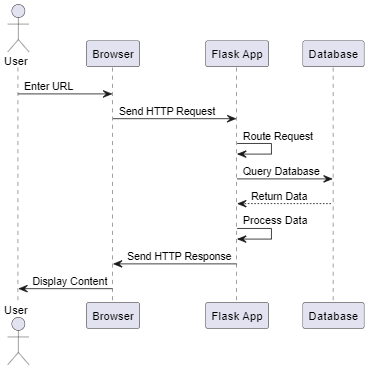 User
Browser
Flask App
Database
Enter URL
Send HTTP Request
Route Request
Query Database
Return Data
Process Data
Send HTTP Response
Display Content
User
Browser
Flask App
Database